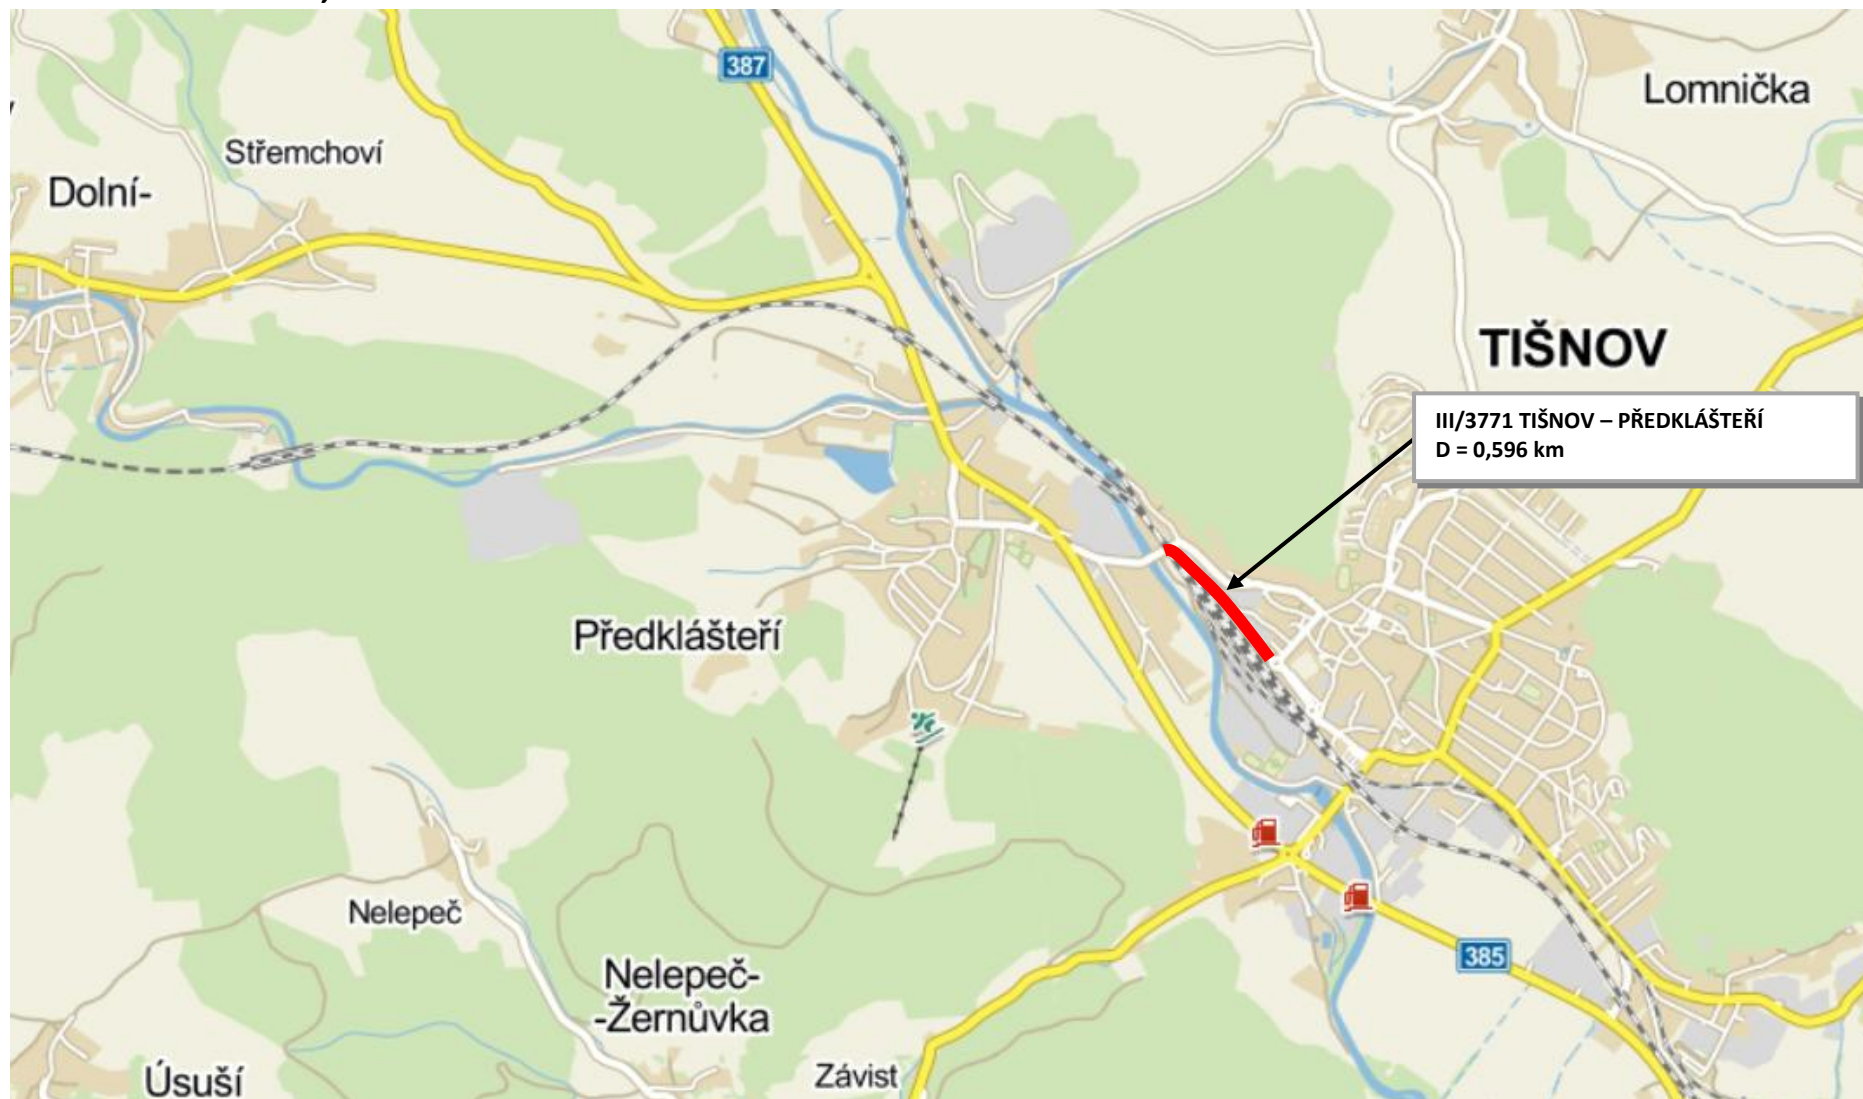 387
Lomnička
Střemchoví
Dolní-
TIŠNOV
III/3771 TIŠNOV – PŘEDKLÁŠTEŘÍ
D = 0,596 km
Předklášteří
Nelepeč
385
Nelepeč-
-Žernůvka
Závist
Úsuší